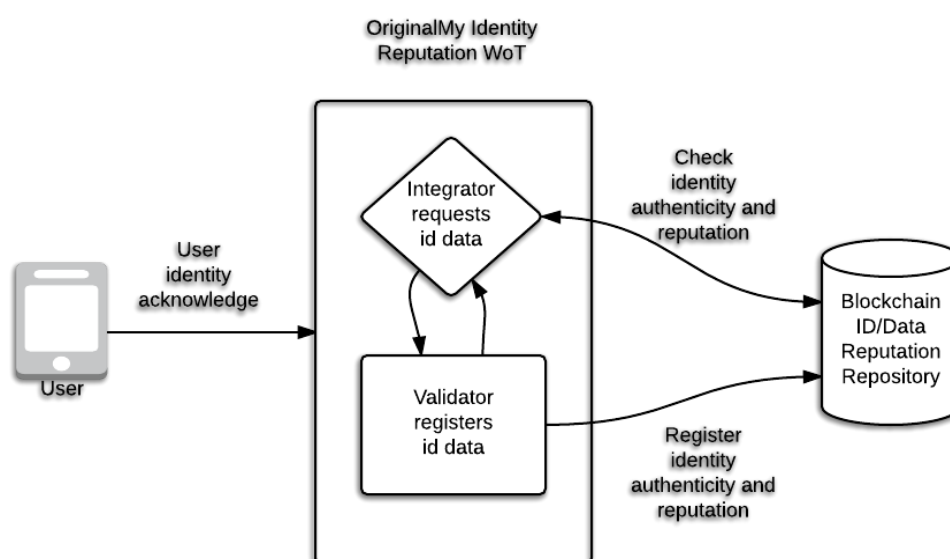 OriginalMy Identity
Reputation WoT
Integrator
requests
id data
Check
identity
authenticity and
reputation
User
identity
acknowledge
User
Blockchain
ID/Data
Reputation
Repository
Validator
registers
id data
Register
identity
authenticity and
reputation